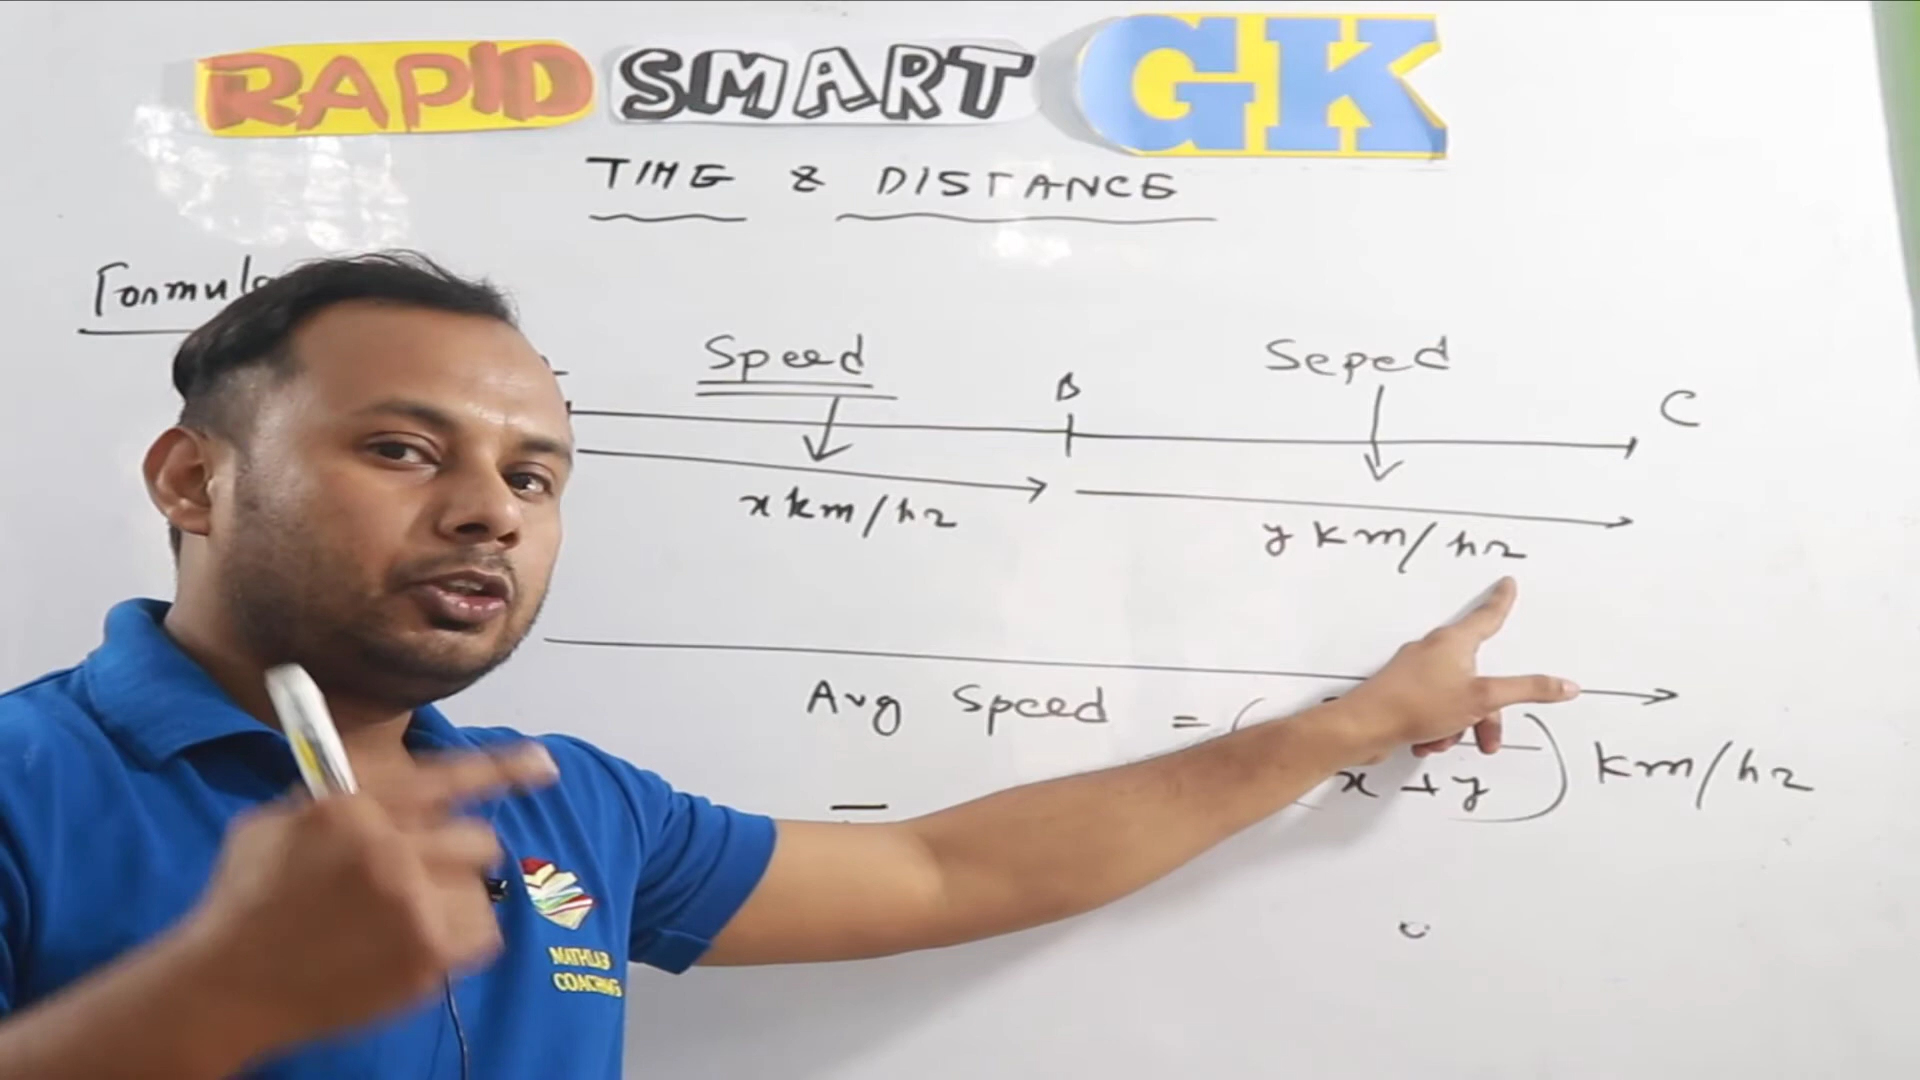 RAPID SMART GK
TIME & DISTANCE
Formula
Speed
Seped
B
C
x km/hr
y km/hr
Avg Speed = (
x + y
) km/hr
MATHLAB
COACHING